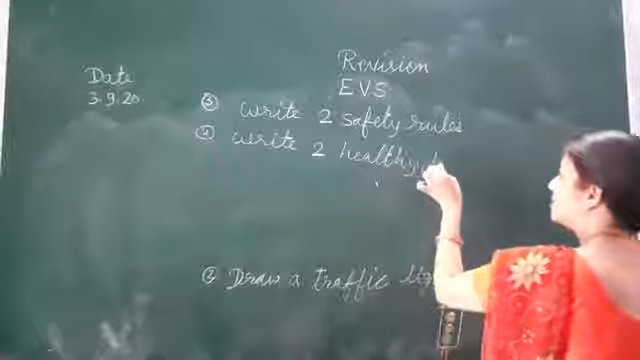 Revision
Date
EVS
3.9.20.
③ write 2 safety rules
④ write 2 healthy
② Draw a traffic